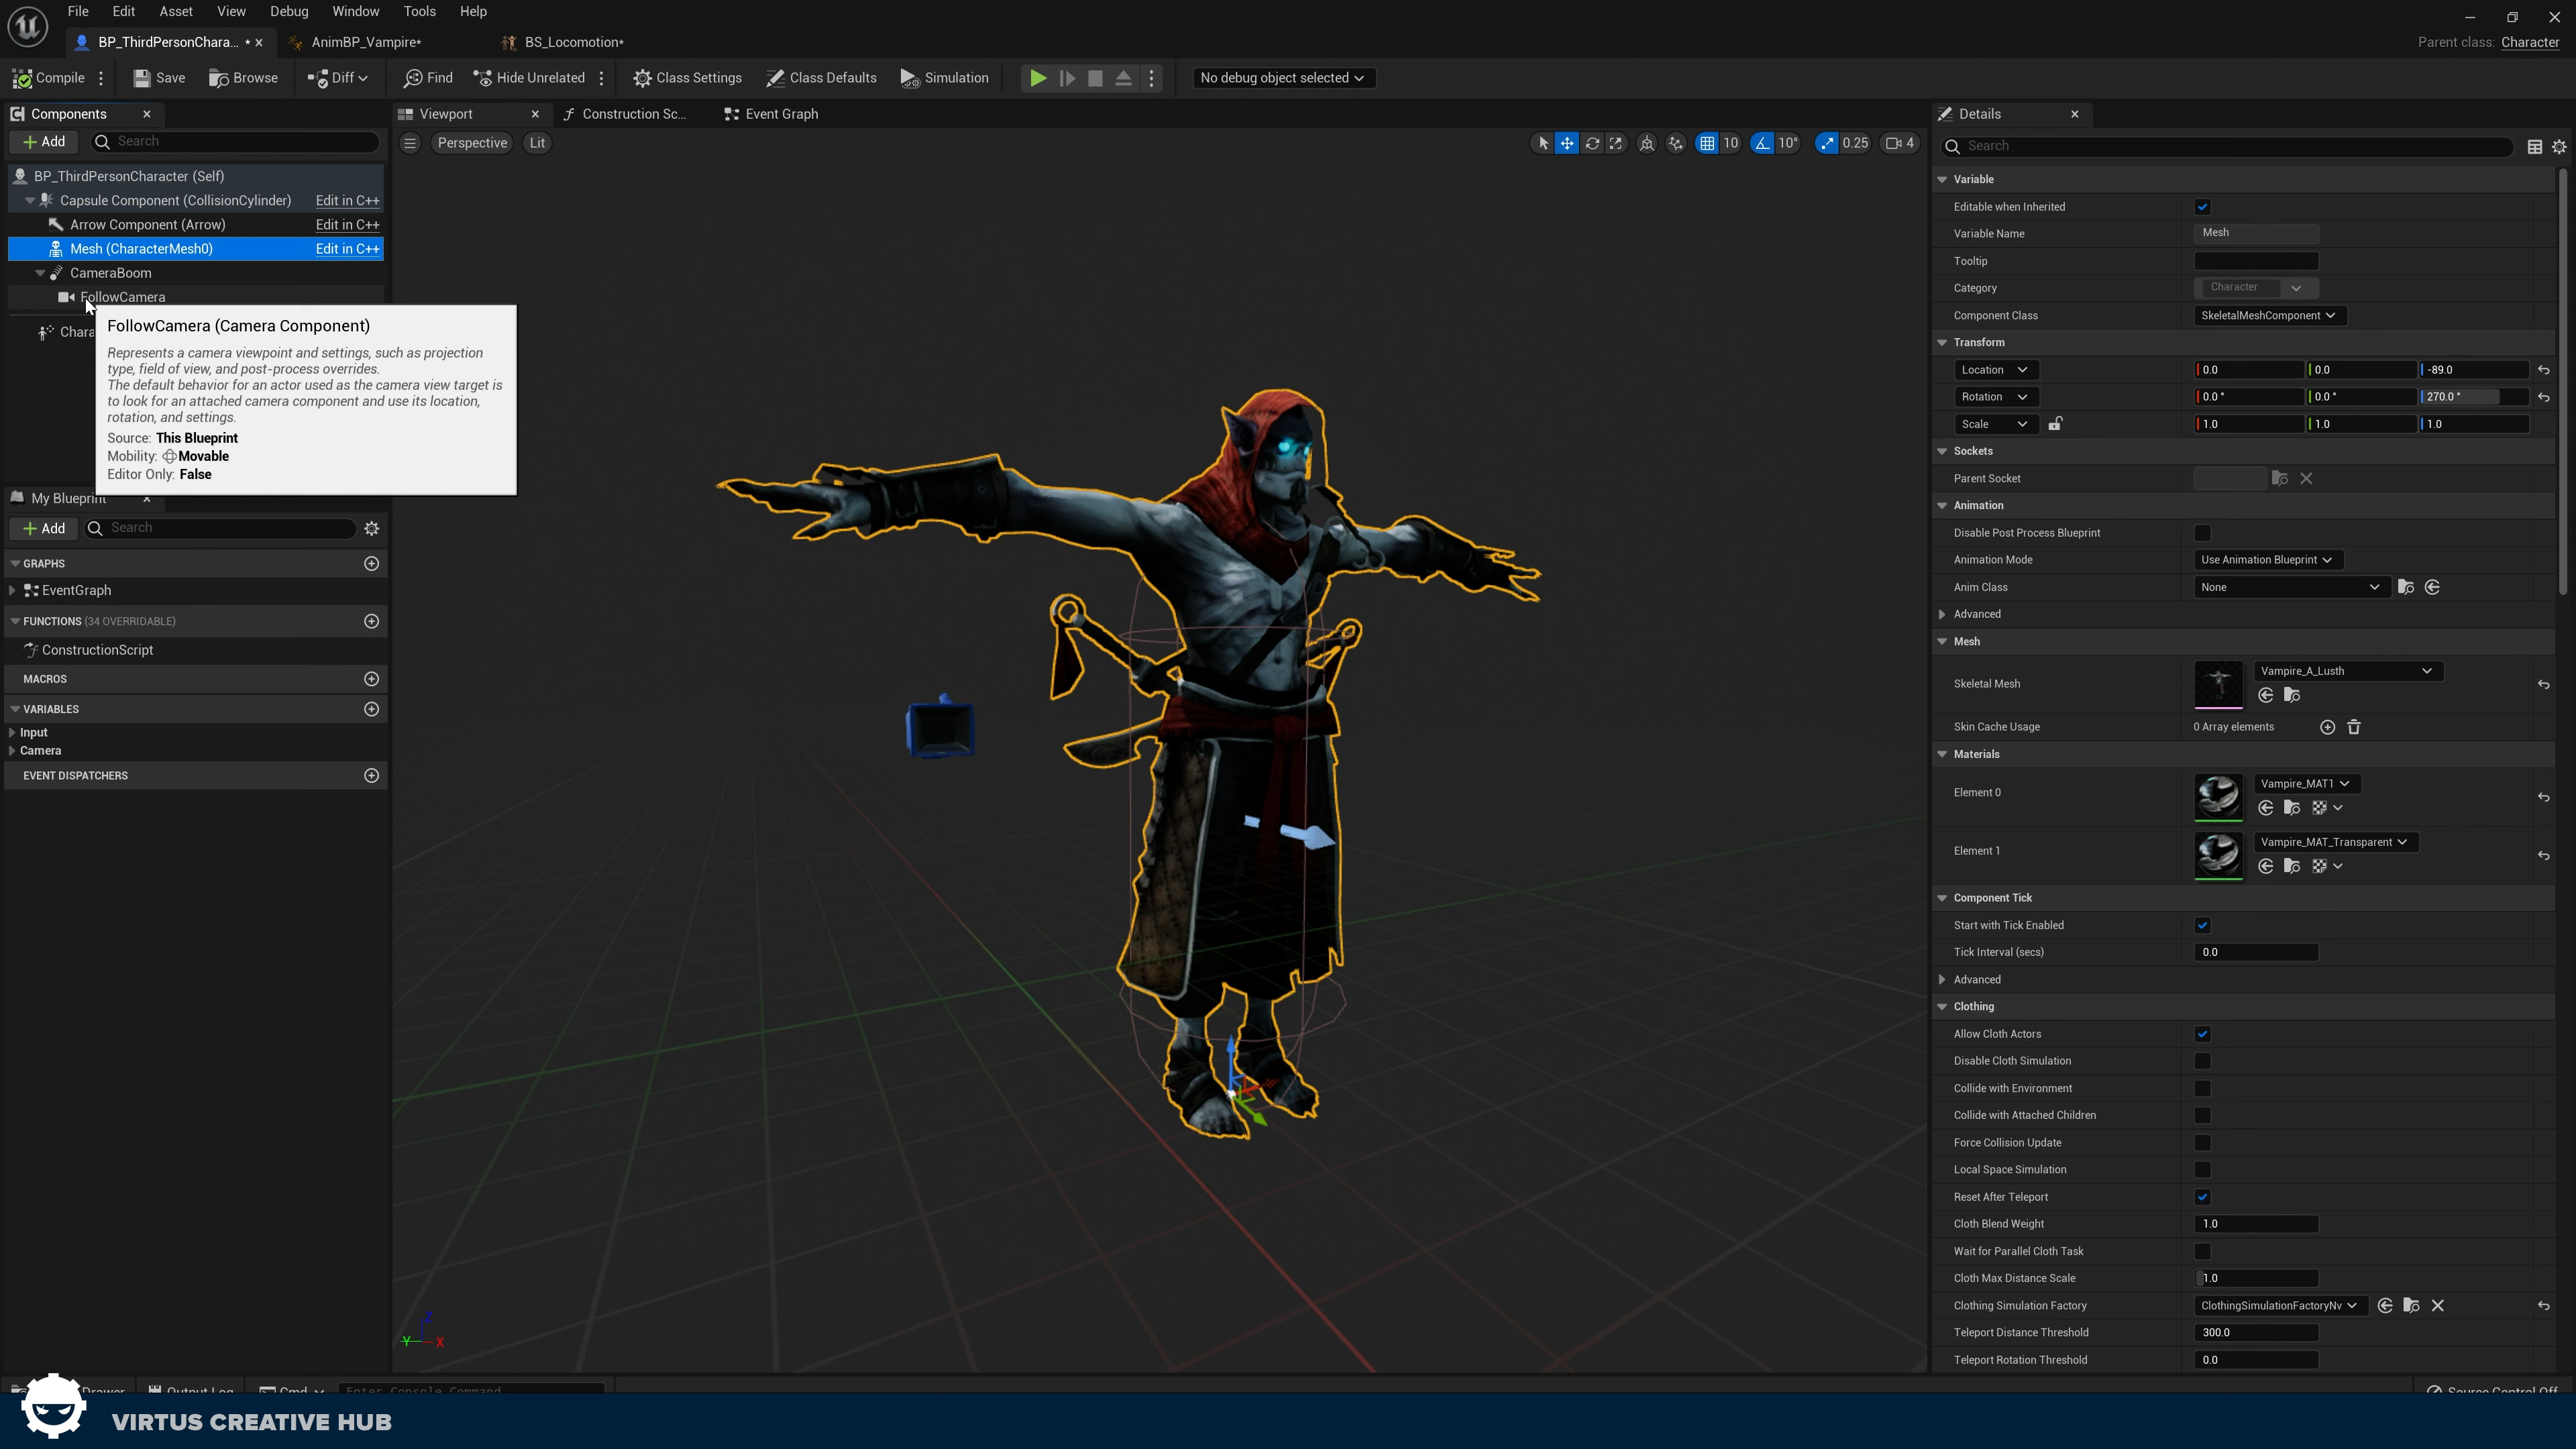 File Edit Asset View Debug Window Tools Help
BP_ThirdPersonChara... *
AnimBP_Vampire*
BS_Locomotion*
Parent class: Character
Compile
Save
Browse
Diff
Find
Hide Unrelated
Class Settings
Class Defaults
Simulation
No debug object selected
Components
Add
Search
BP_ThirdPersonCharacter (Self)
Capsule Component (CollisionCylinder) Edit in C++
Arrow Component (Arrow) Edit in C++
Mesh (CharacterMesh0) Edit in C++
CameraBoom
FollowCamera
Chara
FollowCamera (Camera Component)
Represents a camera viewpoint and settings, such as projection
type, field of view, and post-process overrides.
The default behavior for an actor used as the camera view target is
to look for an attached camera component and use its location,
rotation, and settings.
Source: This Blueprint
Mobility: Movable
Editor Only: False
My Blueprint
Add
Search
GRAPHS
EventGraph
FUNCTIONS (34 OVERRIDABLE)
ConstructionScript
MACROS
VARIABLES
Input
Camera
EVENT DISPATCHERS
Viewport
Construction Sc...
Event Graph
Perspective
Lit
10
10°
0.25
4
Z
Y
X
Details
Search
Variable
Editable when Inherited
Variable Name Mesh
Tooltip
Category Character
Component Class SkeletalMeshComponent
Transform
Location 0.0 0.0 -89.0
Rotation 0.0 ° 0.0 ° 270.0 °
Scale 1.0 1.0 1.0
Sockets
Parent Socket
Animation
Disable Post Process Blueprint
Animation Mode Use Animation Blueprint
Anim Class None
Advanced
Mesh
Skeletal Mesh Vampire_A_Lusth
Skin Cache Usage 0 Array elements
Materials
Element 0 Vampire_MAT1
Element 1 Vampire_MAT_Transparent
Component Tick
Start with Tick Enabled
Tick Interval (secs) 0.0
Advanced
Clothing
Allow Cloth Actors
Disable Cloth Simulation
Collide with Environment
Collide with Attached Children
Force Collision Update
Local Space Simulation
Reset After Teleport
Cloth Blend Weight 1.0
Wait for Parallel Cloth Task
Cloth Max Distance Scale 1.0
Clothing Simulation Factory ClothingSimulationFactoryNv
Teleport Distance Threshold 300.0
Teleport Rotation Threshold 0.0
Drawer
Output Log
Cmd
Enter Console Command
Source Control Off
VIRTUS CREATIVE HUB